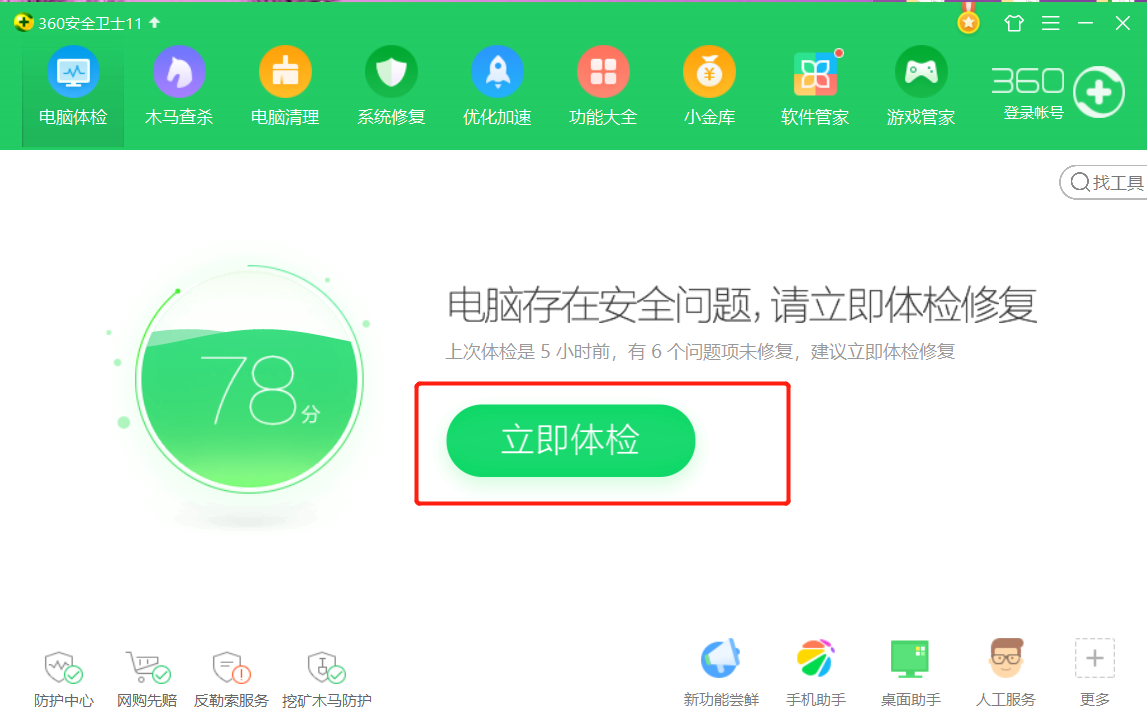 360安全卫士11
电脑体检
木马查杀
电脑清理
系统修复
优化加速
功能大全
小金库
软件管家
游戏管家
360
登录帐号
找工具
电脑存在安全问题,请立即体检修复
上次体检是 5 小时前，有 6 个问题项未修复，建议立即体检修复
78分
立即体检
防护中心
网购先赔
反勒索服务
挖矿木马防护
新功能尝鲜
手机助手
桌面助手
人工服务
更多